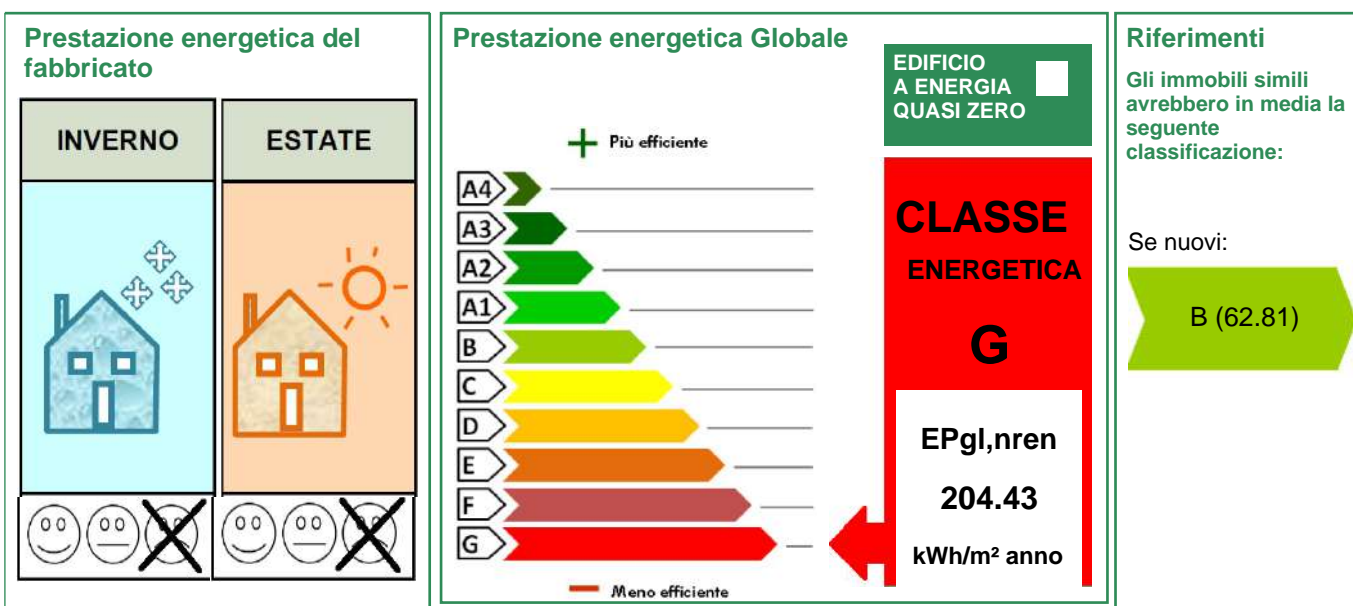 Prestazione energetica del
fabbricato
INVERNO
ESTATE
Prestazione energetica Globale
Più efficiente
A4
A3
A2
A1
B
C
D
E
F
G
Meno efficiente
EDIFICIO
A ENERGIA
QUASI ZERO
CLASSE
ENERGETICA
G
EPgl,nren
204.43
kWh/m² anno
Riferimenti
Gli immobili simili
avrebbero in media la
seguente
classificazione:
Se nuovi:
B (62.81)